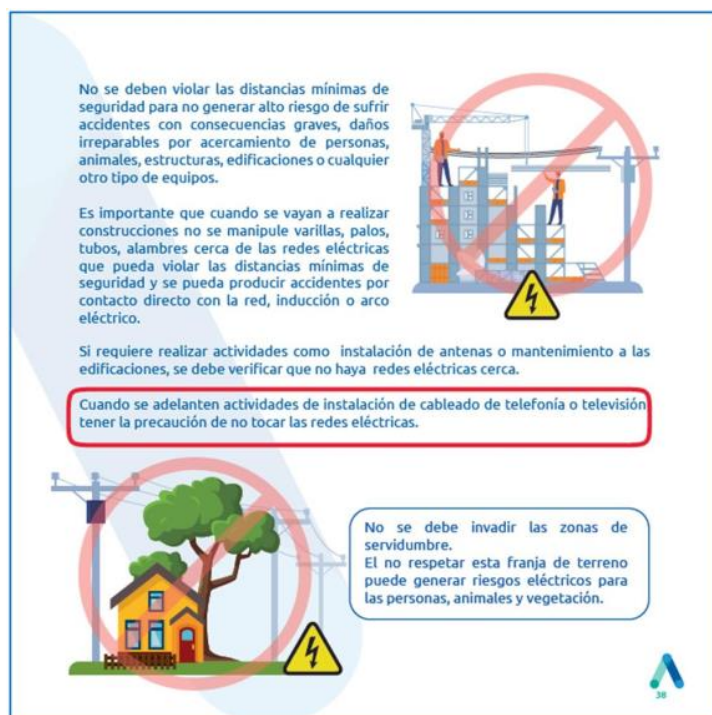 No se deben violar las distancias mínimas de
seguridad para no generar alto riesgo de sufrir
accidentes con consecuencias graves, daños
irreparables por acercamiento de personas,
animales, estructuras, edificaciones o cualquier
otro tipo de equipos.
Es importante que cuando se vayan a realizar
construcciones no se manipule varillas, palos,
tubos, alambres cerca de las redes eléctricas
que pueda violar las distancias mínimas de
seguridad y se pueda producir accidentes por
contacto directo con la red, inducción o arco
eléctrico.
Si requiere realizar actividades como instalación de antenas o mantenimiento a las
edificaciones, se debe verificar que no haya redes eléctricas cerca.
Cuando se adelanten actividades de instalación de cableado de telefonía o televisión
tener la precaución de no tocar las redes eléctricas.
No se debe invadir las zonas de
servidumbre.
El no respetar esta franja de terreno
puede generar riesgos eléctricos para
las personas, animales y vegetación.
38